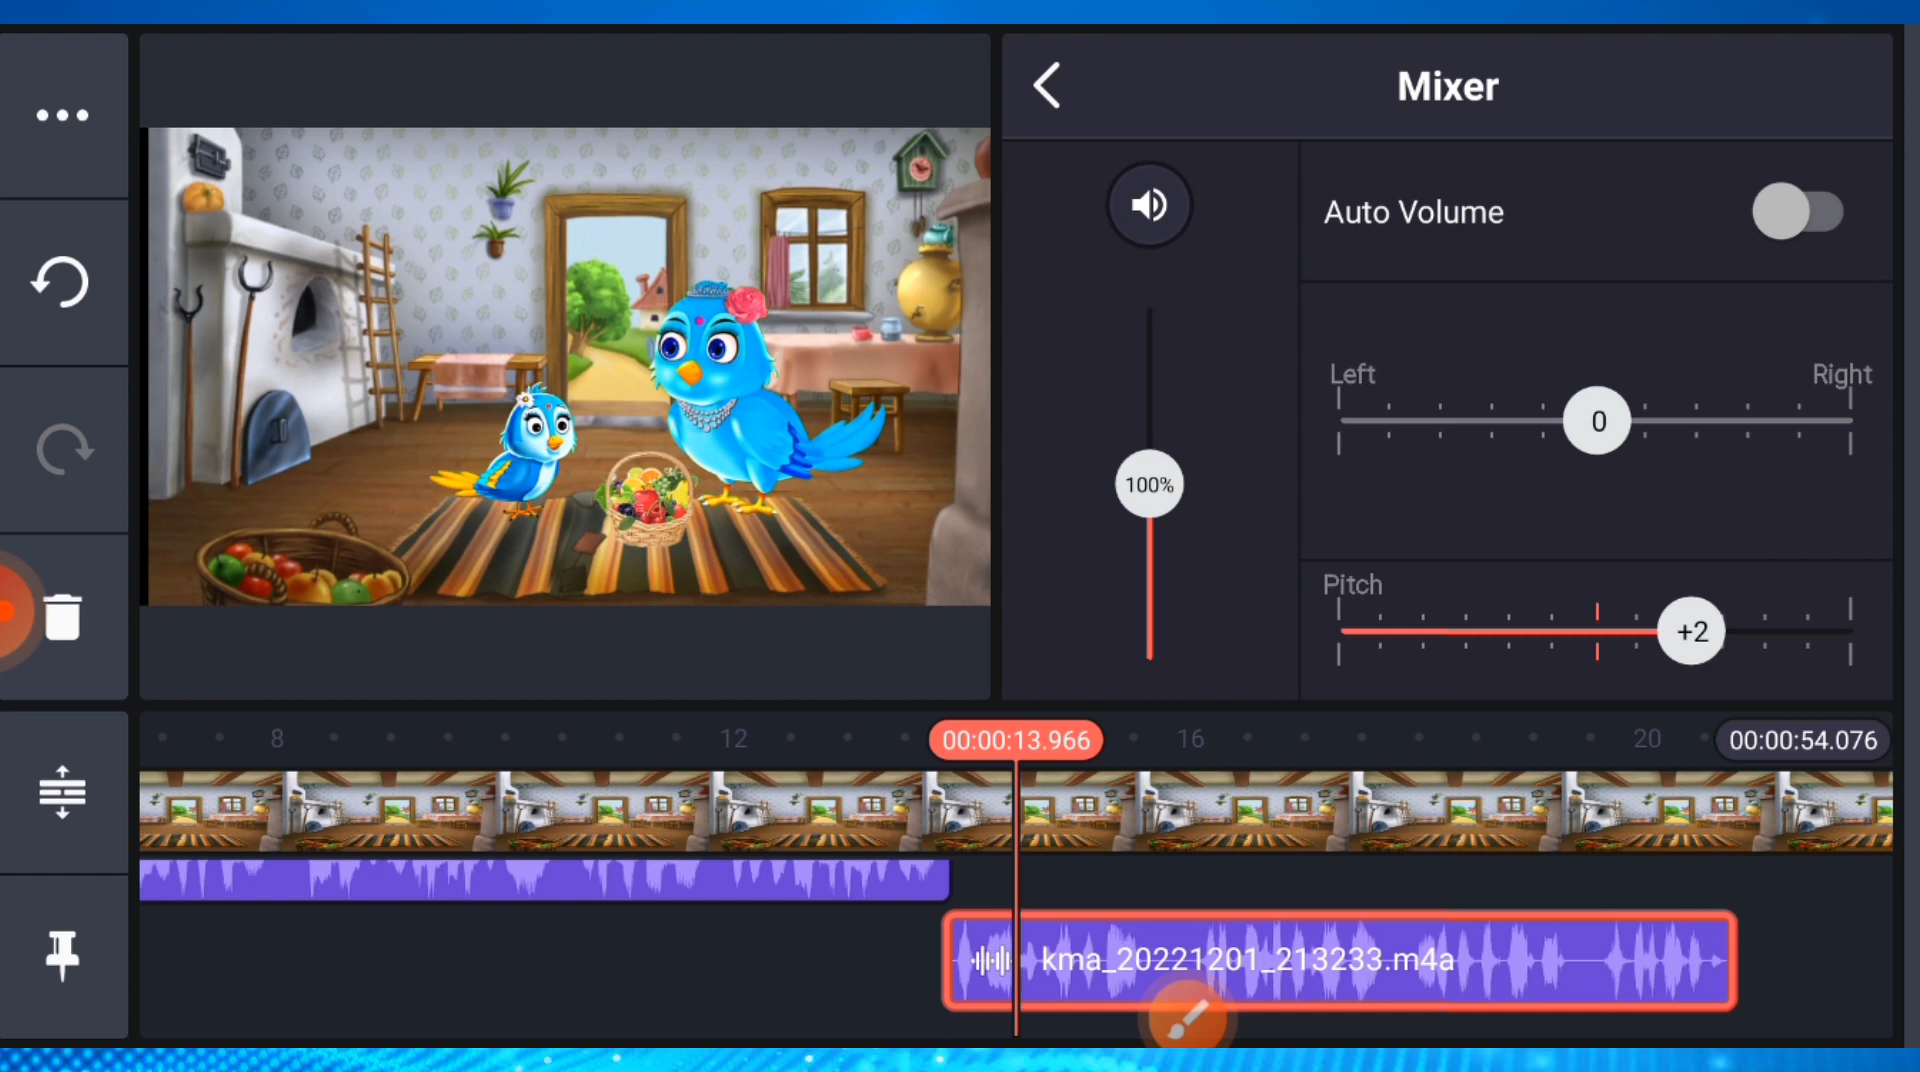 Mixer
Auto Volume
Left
Right
0
100%
Pitch
+2
8
12
00:00:13.966
16
20
00:00:54.076
kma_20221201_213233.m4a